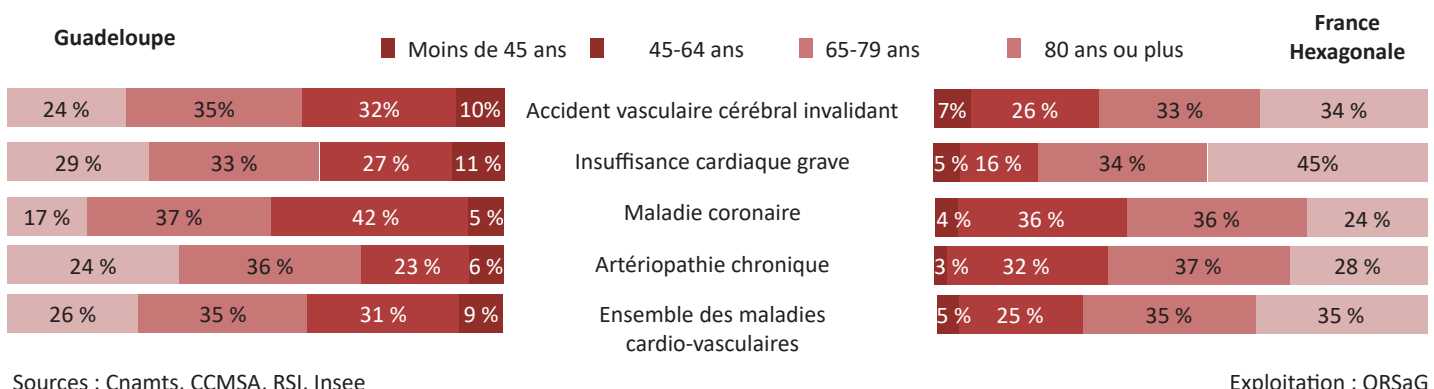 Guadeloupe
Moins de 45 ans 45-64 ans 65-79 ans 80 ans ou plus
France
Hexagonale
24 % 35% 32% 10% Accident vasculaire cérébral invalidant 7% 26 % 33 % 34 %
29 % 33 % 27 % 11 % Insuffisance cardiaque grave 5 % 16 % 34 % 45%
17 % 37 % 42 % 5 % Maladie coronaire 4 % 36 % 36 % 24 %
24 % 36 % 23 % 6 % Artériopathie chronique 3 % 32 % 37 % 28 %
26 % 35 % 31 % 9 % Ensemble des maladies 5 % 25 % 35 % 35 %
cardio-vasculaires
Sources : Cnamts, CCMSA, RSI, Insee Exploitation : ORSaG